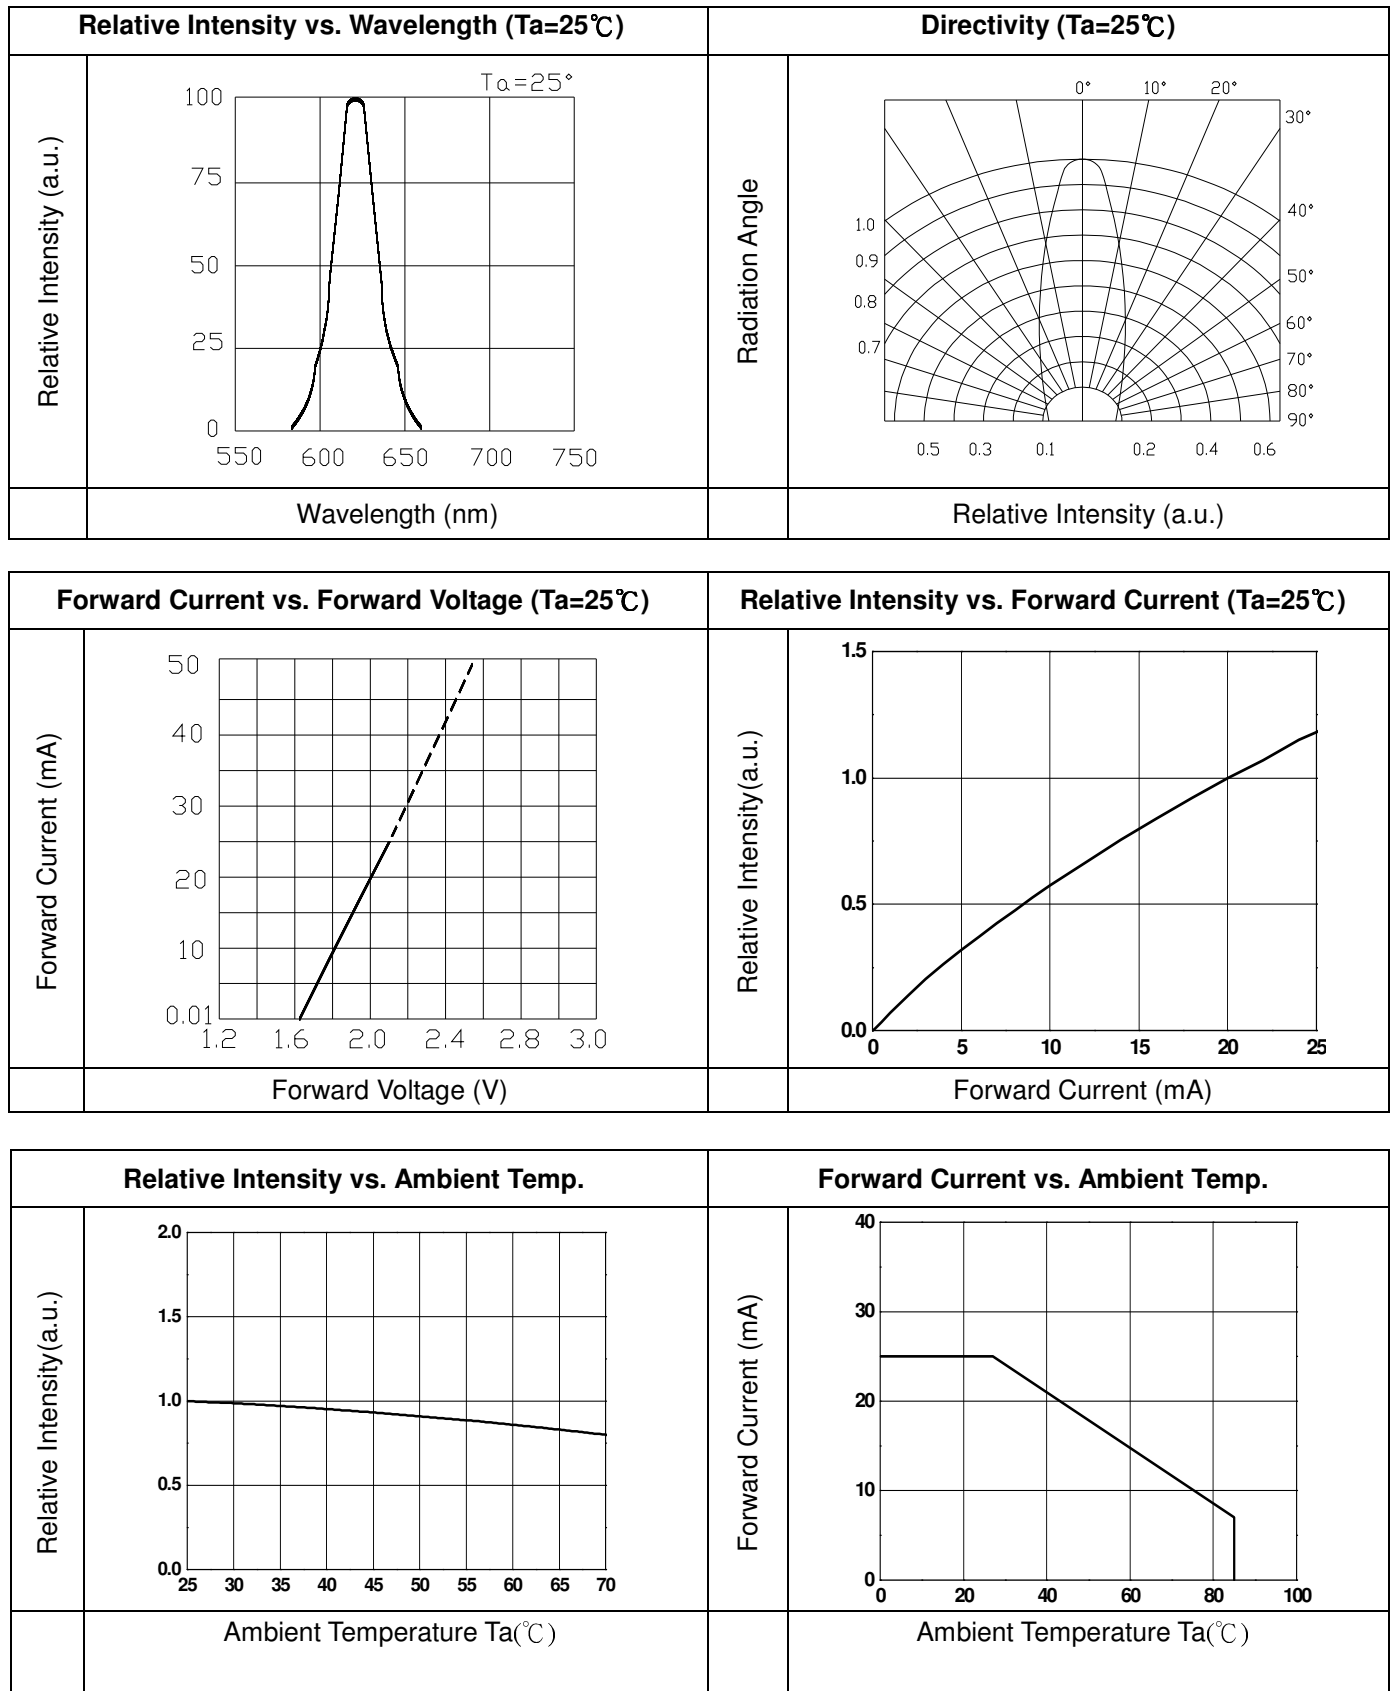 Relative Intensity vs. Wavelength (Ta=25℃)
Directivity (Ta=25℃)
Relative Intensity (a.u.)
Ta=25°
100
75
50
25
0
550 600 650 700 750
Wavelength (nm)
Radiation Angle
0° 10° 20°
30°
40°
50°
60°
70°
80°
90°
1.0
0.9
0.8
0.7
0.5 0.3 0.1 0.2 0.4 0.6
Relative Intensity (a.u.)
Forward Current vs. Forward Voltage (Ta=25℃)
Relative Intensity vs. Forward Current (Ta=25℃)
Forward Current (mA)
50
40
30
20
10
0.01
1.2 1.6 2.0 2.4 2.8 3.0
Forward Voltage (V)
Relative Intensity(a.u.)
1.5
1.0
0.5
0.0
0 5 10 15 20 25
Forward Current (mA)
Relative Intensity vs. Ambient Temp.
Forward Current vs. Ambient Temp.
Relative Intensity(a.u.)
2.0
1.5
1.0
0.5
0.0
25 30 35 40 45 50 55 60 65 70
Ambient Temperature Ta(℃)
Forward Current (mA)
40
30
20
10
0
0 20 40 60 80 100
Ambient Temperature Ta(℃)